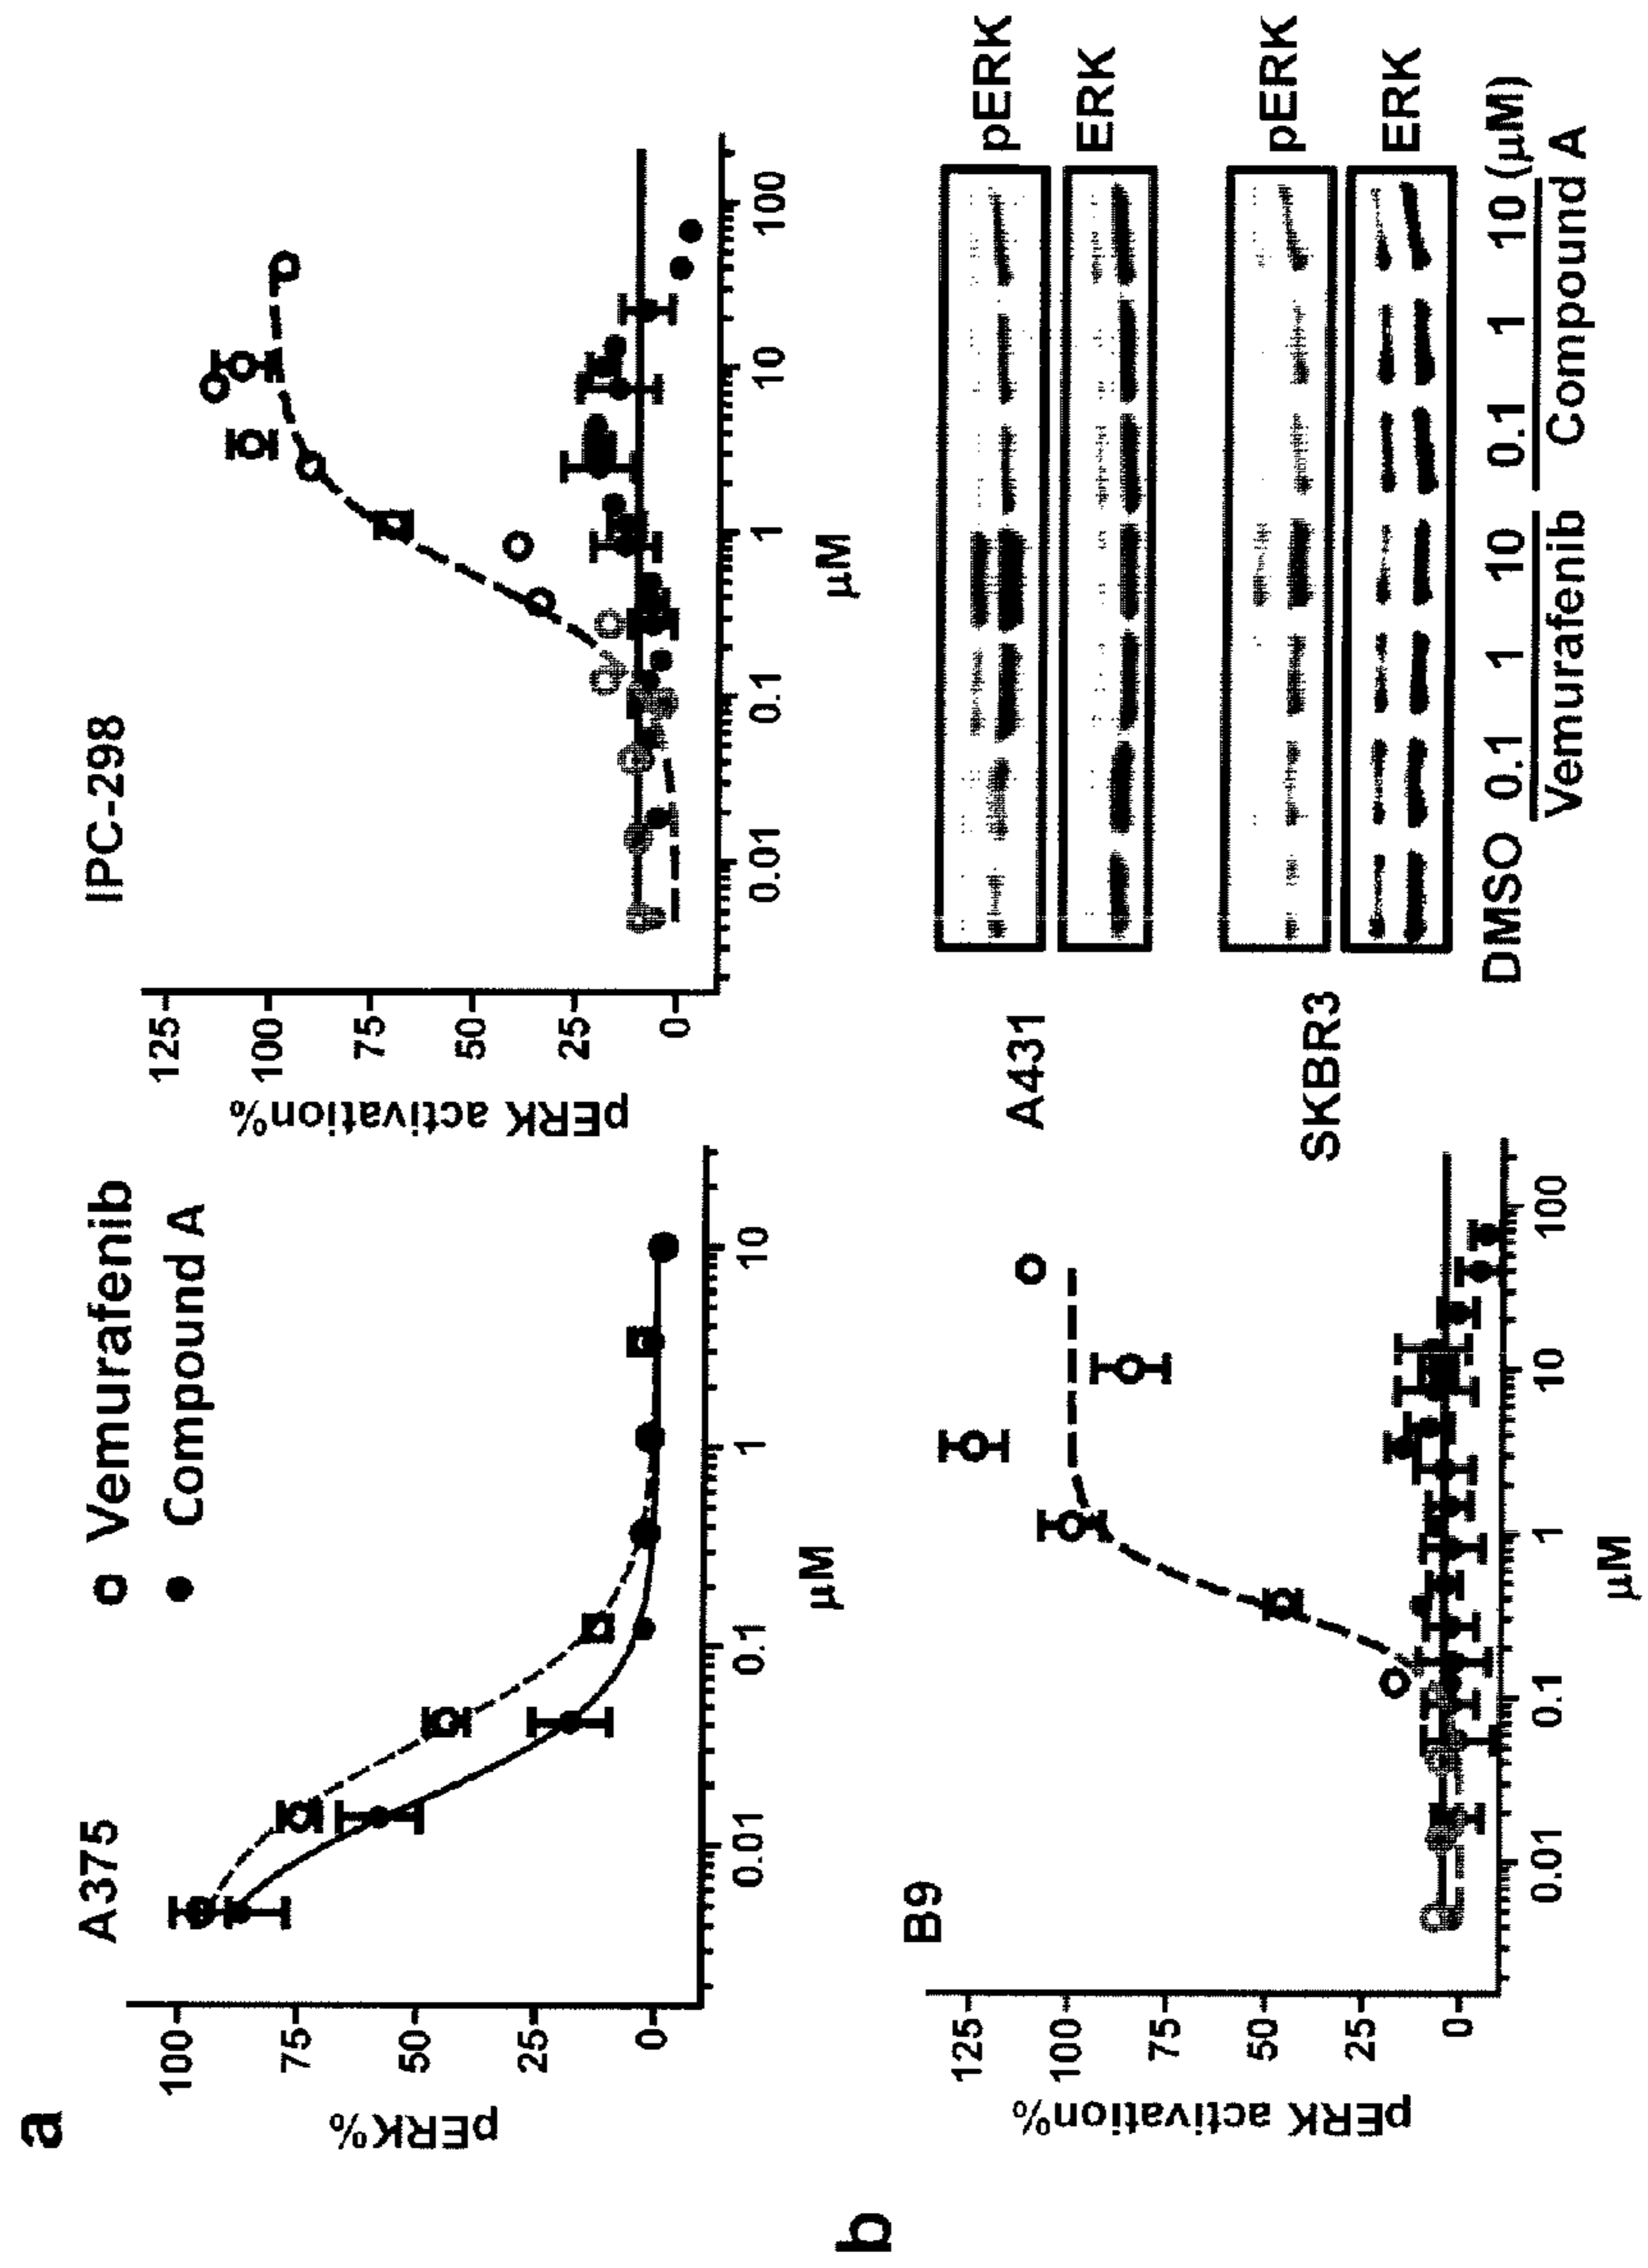 a
A375
Vemurafenib
Compound A
pERK%
100
75
50
25
0
0.01
0.1
1
10
µM
IPC-298
pERK activation%
125
100
75
50
25
0
0.01
0.1
1
10
100
µM
b
B9
pERK activation%
125
100
75
50
25
0
0.01
0.1
1
10
100
µM
A431
pERK
ERK
SKBR3
pERK
ERK
DMSO 0.1 1 10 0.1 1 10 (µM)
Vemurafenib Compound A